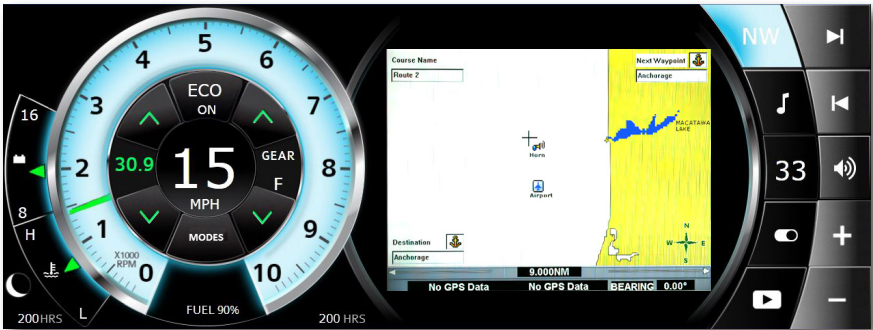 5
4
6
3
7
2
8
1
9
X1000
RPM
0
10
ECO
ON
30.9
15
MPH
GEAR
F
MODES
FUEL 90%
16
8
H
L
200 HRS
200 HRS
Course Name
Route 2
Next Waypoint
Anchorage
MACATAWA
LAKE
Horn
Airport
N
W E
S
Destination
Anchorage
9.000NM
No GPS Data No GPS Data BEARING 0.00°
NW
33